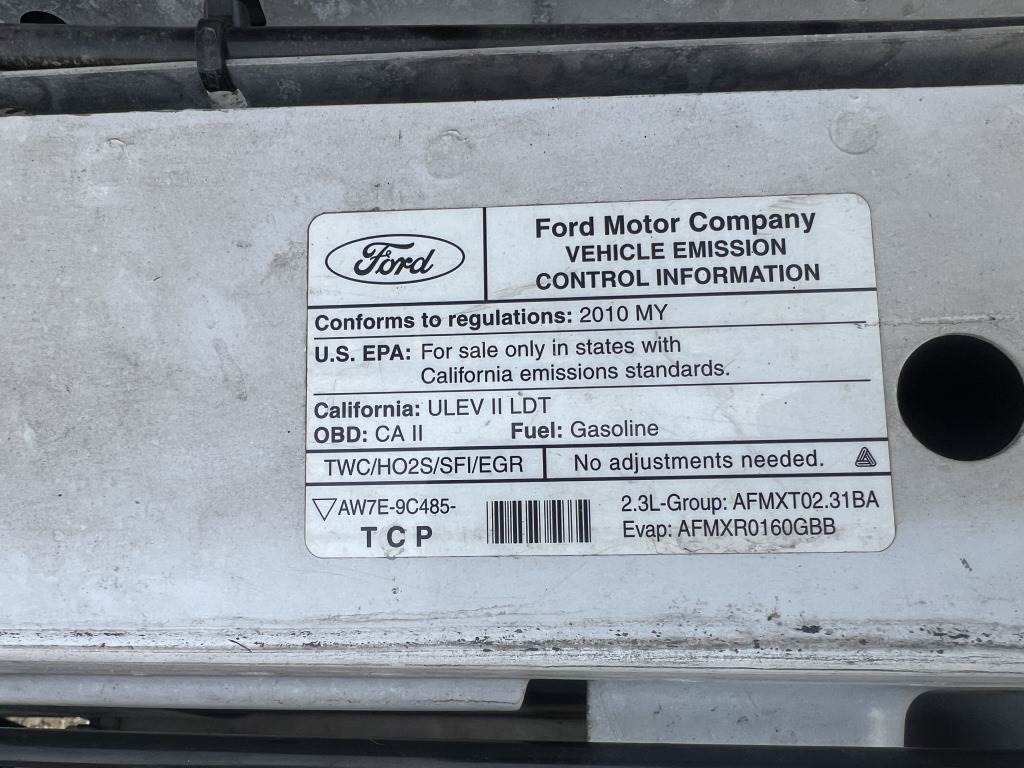 Ford
Ford Motor Company
VEHICLE EMISSION
CONTROL INFORMATION
Conforms to regulations: 2010 MY
U.S. EPA: For sale only in states with
California emissions standards.
California: ULEV II LDT
OBD: CA II Fuel: Gasoline
TWC/HO2S/SFI/EGR No adjustments needed.
AW7E-9C485-
TCP
2.3L-Group: AFMXT02.31BA
Evap: AFMXR0160GBB